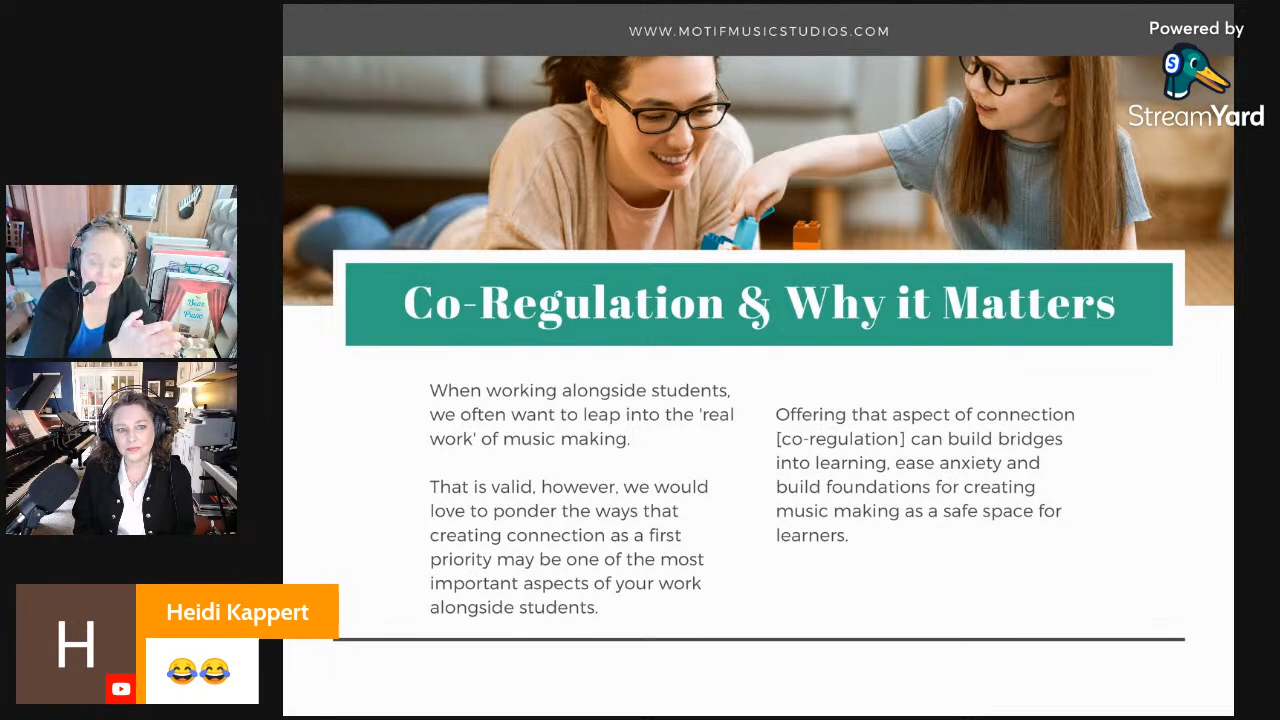 WWW.MOTIFMUSICSTUDIOS.COM
Powered by
StreamYard
Co-Regulation & Why it Matters
When working alongside students,
we often want to leap into the 'real
work' of music making.
That is valid, however, we would
love to ponder the ways that
creating connection as a first
priority may be one of the most
important aspects of your work
alongside students.
Offering that aspect of connection
[co-regulation] can build bridges
into learning, ease anxiety and
build foundations for creating
music making as a safe space for
learners.
Bear
Piano
H
Heidi Kappert
😂😂